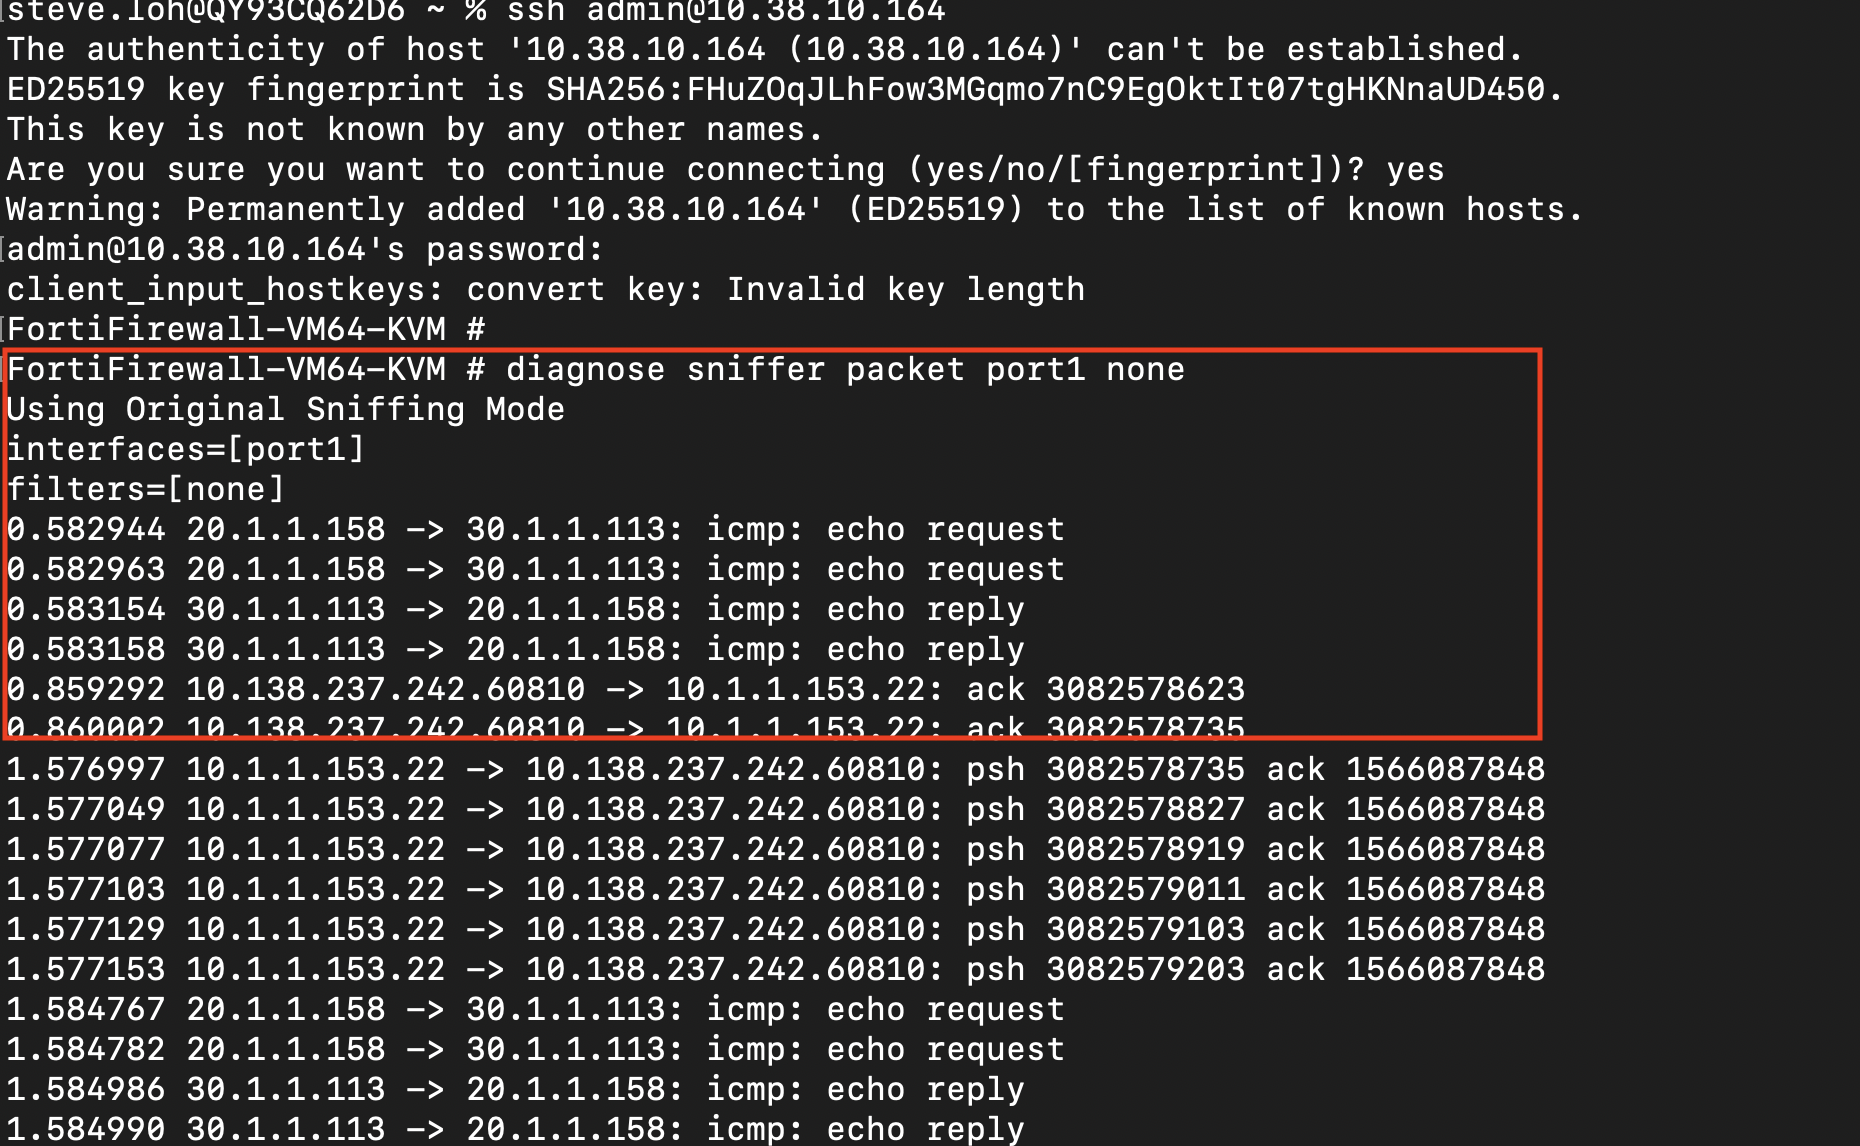 steve.loh@QY93CQ62D6 ~ % ssh admin@10.38.10.164
The authenticity of host '10.38.10.164 (10.38.10.164)' can't be established.
ED25519 key fingerprint is SHA256:FHuZOqJLhFow3MGqmo7nC9EgOktIt07tgHKNnaUD450.
This key is not known by any other names.
Are you sure you want to continue connecting (yes/no/[fingerprint])? yes
Warning: Permanently added '10.38.10.164' (ED25519) to the list of known hosts.
admin@10.38.10.164's password:
client_input_hostkeys: convert key: Invalid key length
FortiFirewall-VM64-KVM #
FortiFirewall-VM64-KVM # diagnose sniffer packet port1 none
Using Original Sniffing Mode
interfaces=[port1]
filters=[none]
0.582944 20.1.1.158 -> 30.1.1.113: icmp: echo request
0.582963 20.1.1.158 -> 30.1.1.113: icmp: echo request
0.583154 30.1.1.113 -> 20.1.1.158: icmp: echo reply
0.583158 30.1.1.113 -> 20.1.1.158: icmp: echo reply
0.859292 10.138.237.242.60810 -> 10.1.1.153.22: ack 3082578623
0.860002 10.138.237.242.60810 -> 10.1.1.153.22: ack 3082578735
1.576997 10.1.1.153.22 -> 10.138.237.242.60810: psh 3082578735 ack 1566087848
1.577049 10.1.1.153.22 -> 10.138.237.242.60810: psh 3082578827 ack 1566087848
1.577077 10.1.1.153.22 -> 10.138.237.242.60810: psh 3082578919 ack 1566087848
1.577103 10.1.1.153.22 -> 10.138.237.242.60810: psh 3082579011 ack 1566087848
1.577129 10.1.1.153.22 -> 10.138.237.242.60810: psh 3082579103 ack 1566087848
1.577153 10.1.1.153.22 -> 10.138.237.242.60810: psh 3082579203 ack 1566087848
1.584767 20.1.1.158 -> 30.1.1.113: icmp: echo request
1.584782 20.1.1.158 -> 30.1.1.113: icmp: echo request
1.584986 30.1.1.113 -> 20.1.1.158: icmp: echo reply
1.584990 30.1.1.113 -> 20.1.1.158: icmp: echo reply